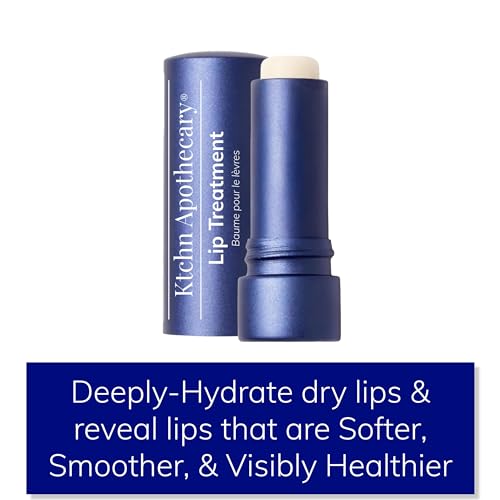 Ktchn Apothecary®
Lip Treatment
Baume pour le lèvres
Deeply-Hydrate dry lips &
reveal lips that are Softer,
Smoother, & Visibly Healthier